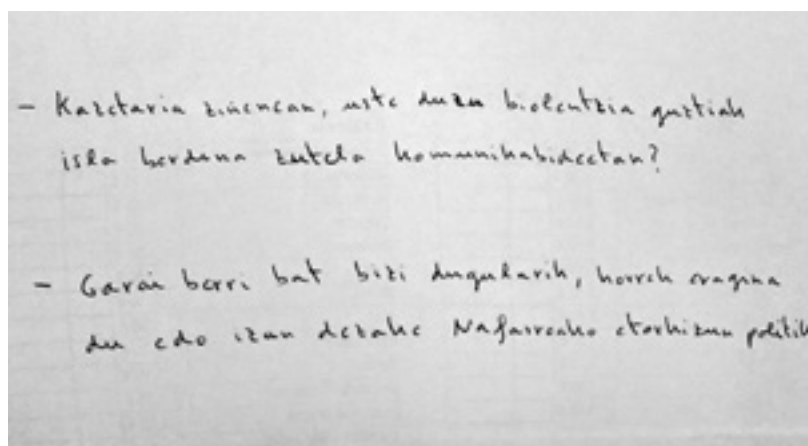 - Kazetaria zinenean, uste duzu biolentzia guztiak
isla berdina zutela komunikabideetan?
- Garai berri bat bizi dugularik, horrek eragina
du edo izan dezake Nafarroako etorkizun politik